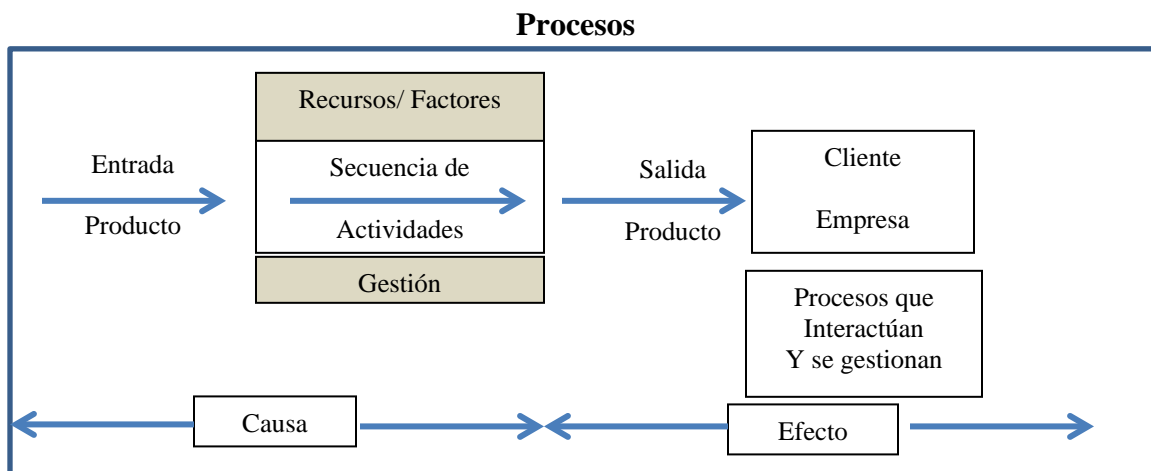 Procesos
Recursos/ Factores
Entrada
Producto
Secuencia de
Actividades
Gestión
Salida
Producto
Cliente
Empresa
Procesos que
Interactúan
Y se gestionan
Causa
Efecto